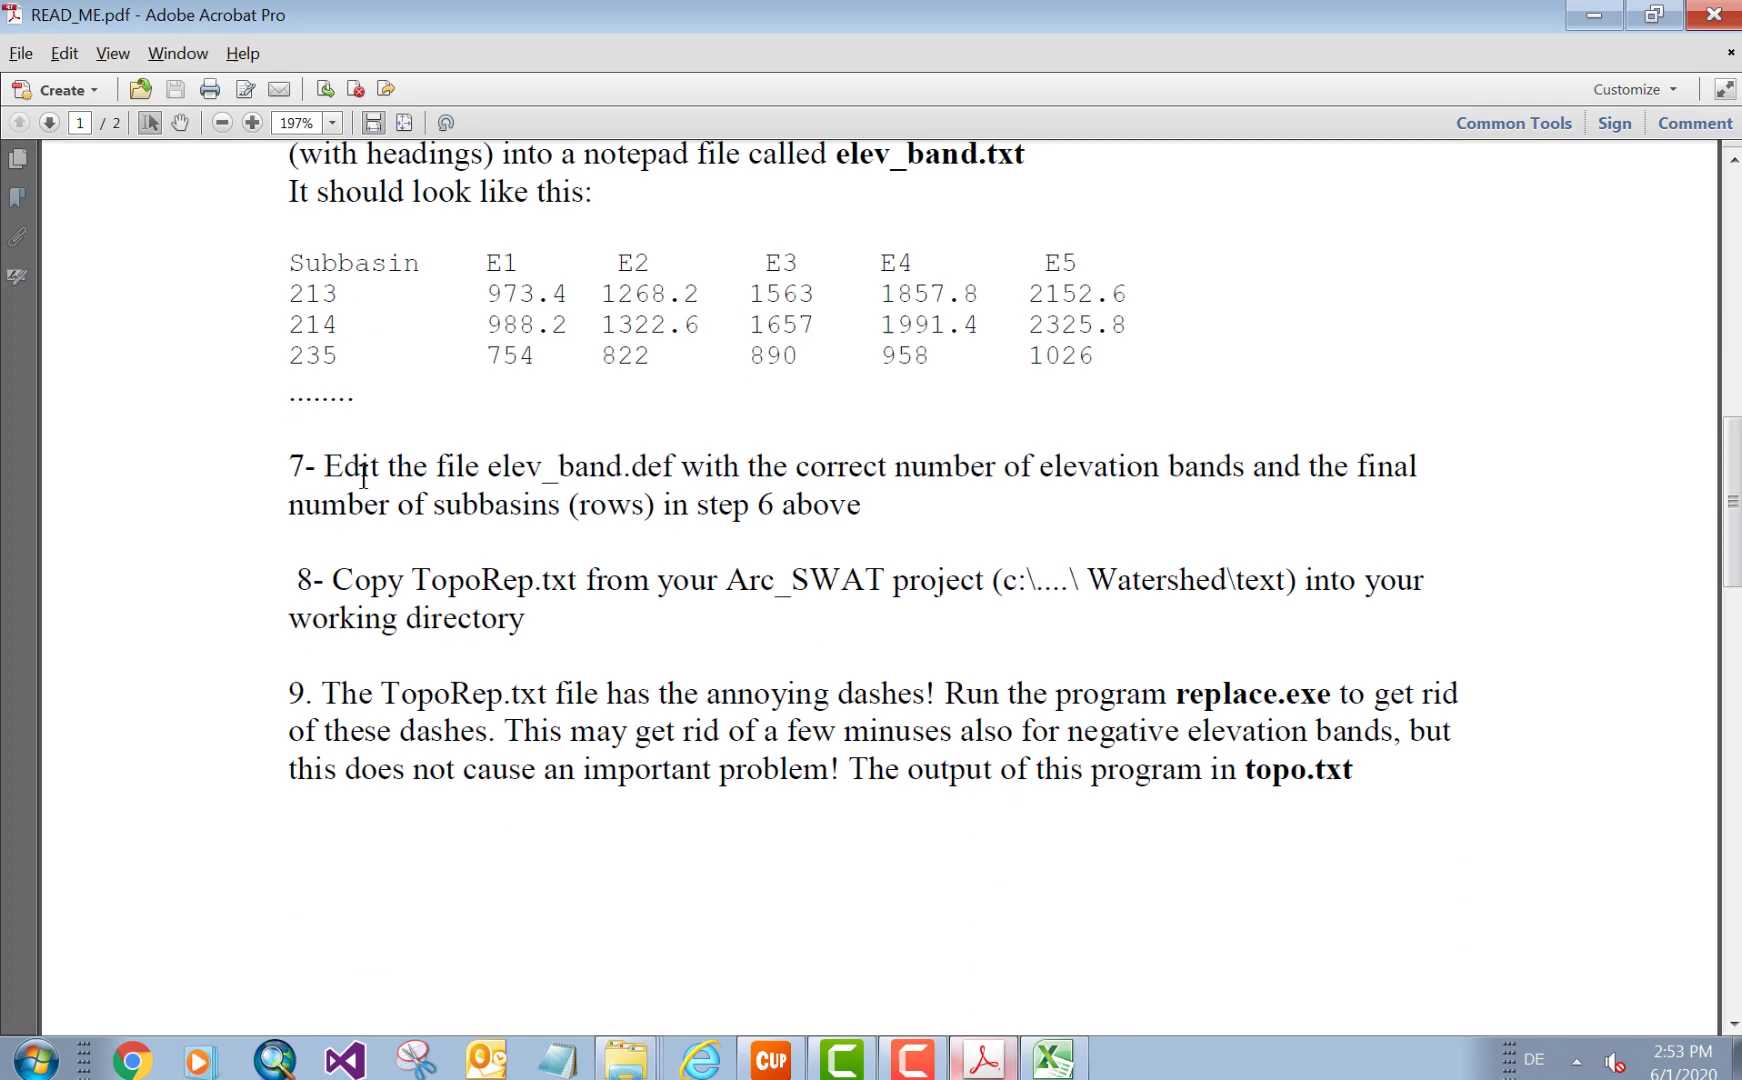 READ_ME.pdf - Adobe Acrobat Pro
File Edit View Window Help
Create Customize
1 / 2 197% Common Tools Sign Comment
(with headings) into a notepad file called elev_band.txt
It should look like this:
Subbasin E1 E2 E3 E4 E5
213 973.4 1268.2 1563 1857.8 2152.6
214 988.2 1322.6 1657 1991.4 2325.8
235 754 822 890 958 1026
........
7- Edit the file elev_band.def with the correct number of elevation bands and the final
number of subbasins (rows) in step 6 above
8- Copy TopoRep.txt from your Arc_SWAT project (c:\....\ Watershed\text) into your
working directory
9. The TopoRep.txt file has the annoying dashes! Run the program replace.exe to get rid
of these dashes. This may get rid of a few minuses also for negative elevation bands, but
this does not cause an important problem! The output of this program in topo.txt
CUP DE 2:53 PM
6/1/2020